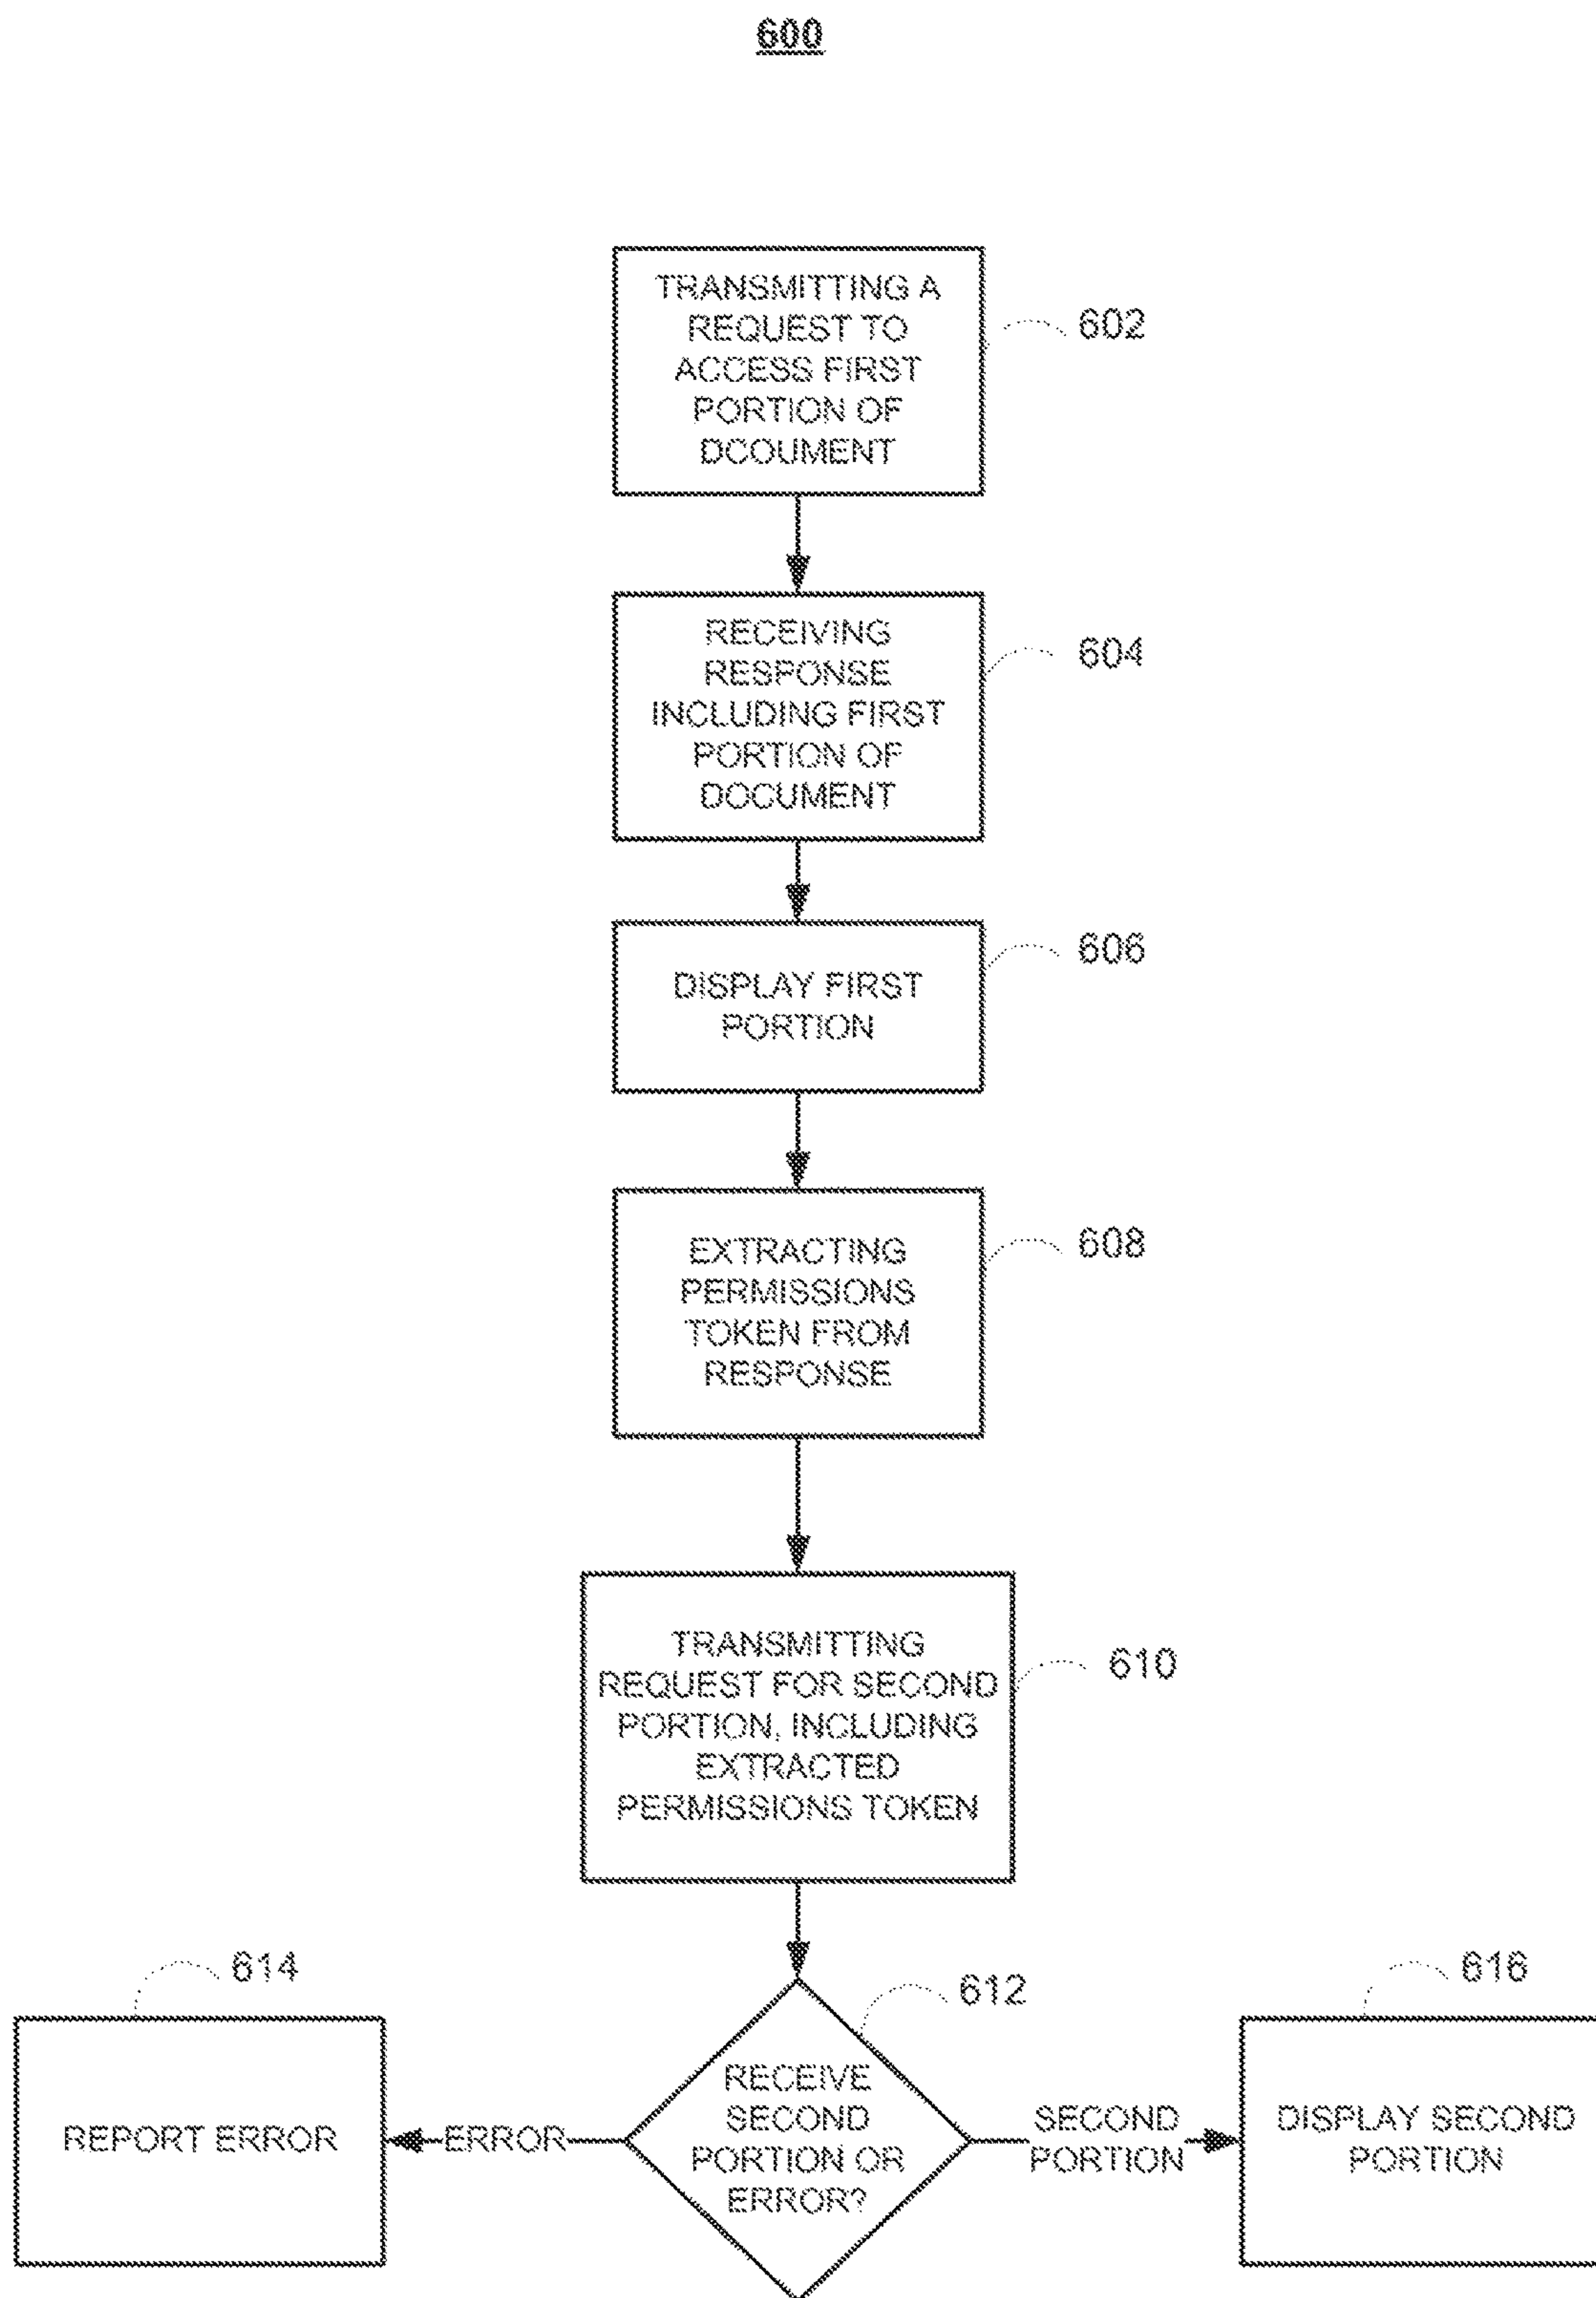 600
TRANSMITTING A
REQUEST TO
ACCESS FIRST
PORTION OF
DCOUMENT
602
RECEIVING
RESPONSE
INCLUDING FIRST
PORTION OF
DOCUMENT
604
DISPLAY FIRST
PORTION
606
EXTRACTING
PERMISSIONS
TOKEN FROM
RESPONSE
608
TRANSMITTING
REQUEST FOR SECOND
PORTION, INCLUDING
EXTRACTED
PERMISSIONS TOKEN
610
614
REPORT ERROR
ERROR
612
RECEIVE
SECOND
PORTION OR
ERROR?
SECOND
PORTION
616
DISPLAY SECOND
PORTION